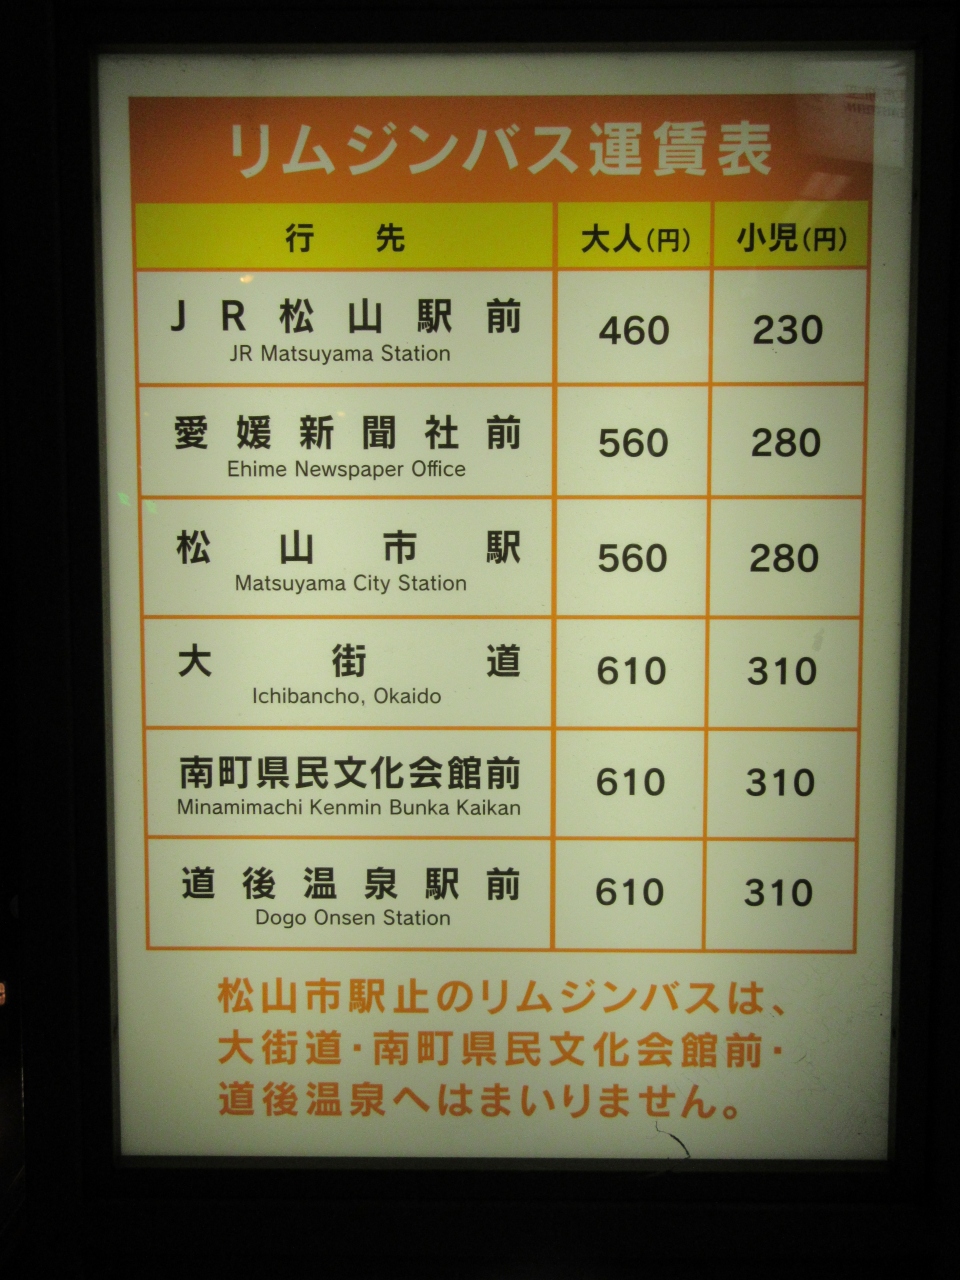 リムジンバス運賃表
行先 大人(円) 小児(円)
JR松山駅前 460 230
JR Matsuyama Station
愛媛新聞社前 560 280
Ehime Newspaper Office
松山市駅 560 280
Matsuyama City Station
大街道 610 310
Ichibancho, Okaido
南町県民文化会館前 610 310
Minamimachi Kenmin Bunka Kaikan
道後温泉駅前 610 310
Dogo Onsen Station
松山市駅止のリムジンバスは、
大街道・南町県民文化会館前・
道後温泉へはまいりません。